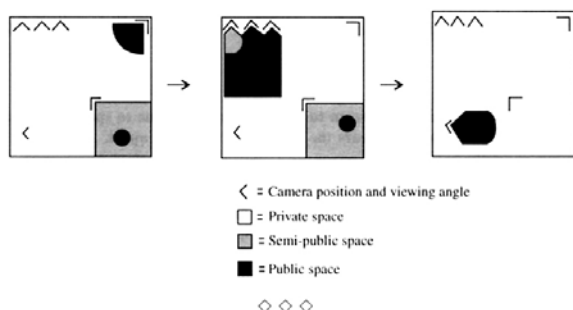 = Camera position and viewing angle
= Private space
= Semi-public space
= Public space